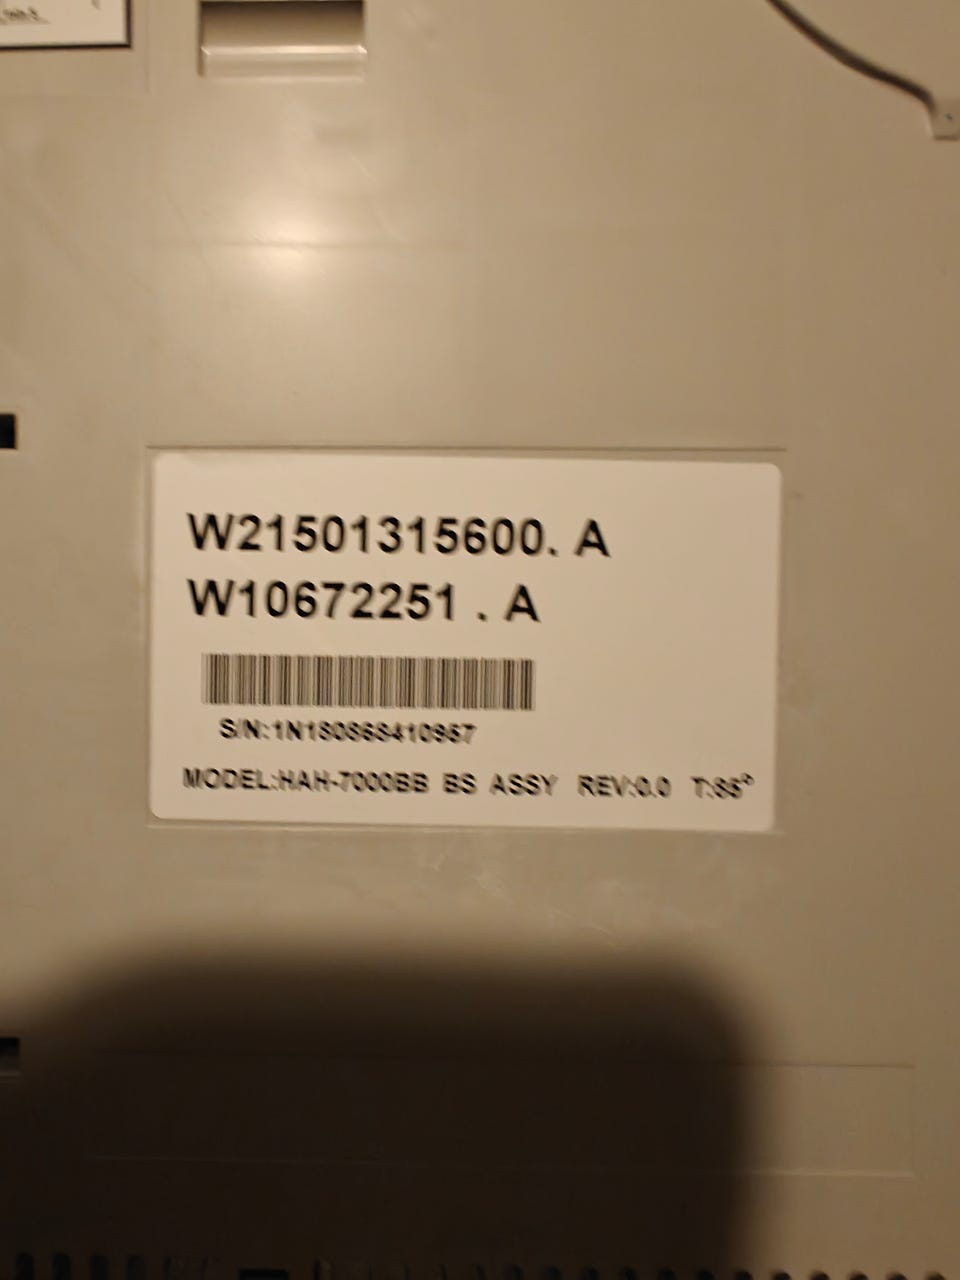 W21501315600. A
W10672251 . A
MODEL:HAH-7000BB BS ASSY REV:0.0